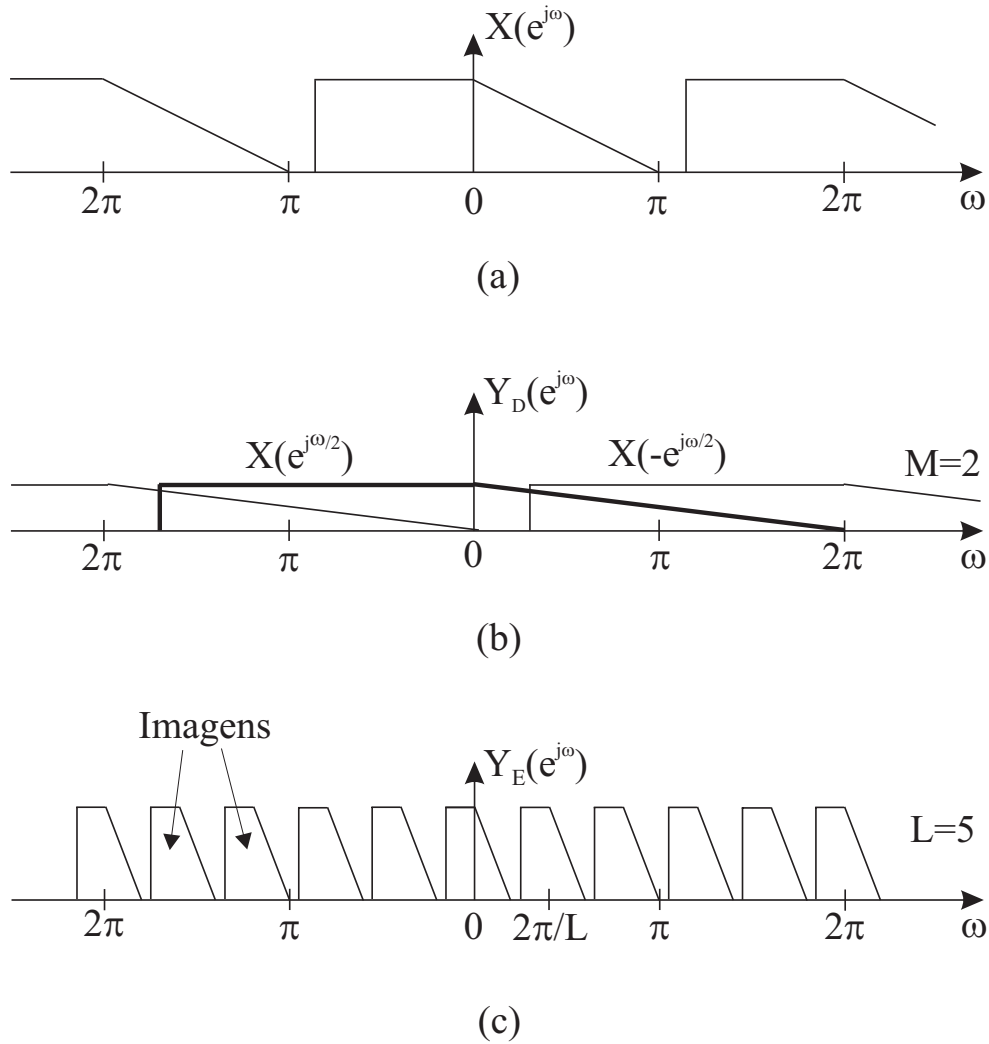 X(e^jω)
2π π 0 π 2π ω
(a)
Y_D(e^jω)
X(e^jω/2) X(-e^jω/2) M=2
2π π 0 π 2π ω
(b)
Imagens
Y_E(e^jω)
L=5
2π π 0 2π/L π 2π ω
(c)